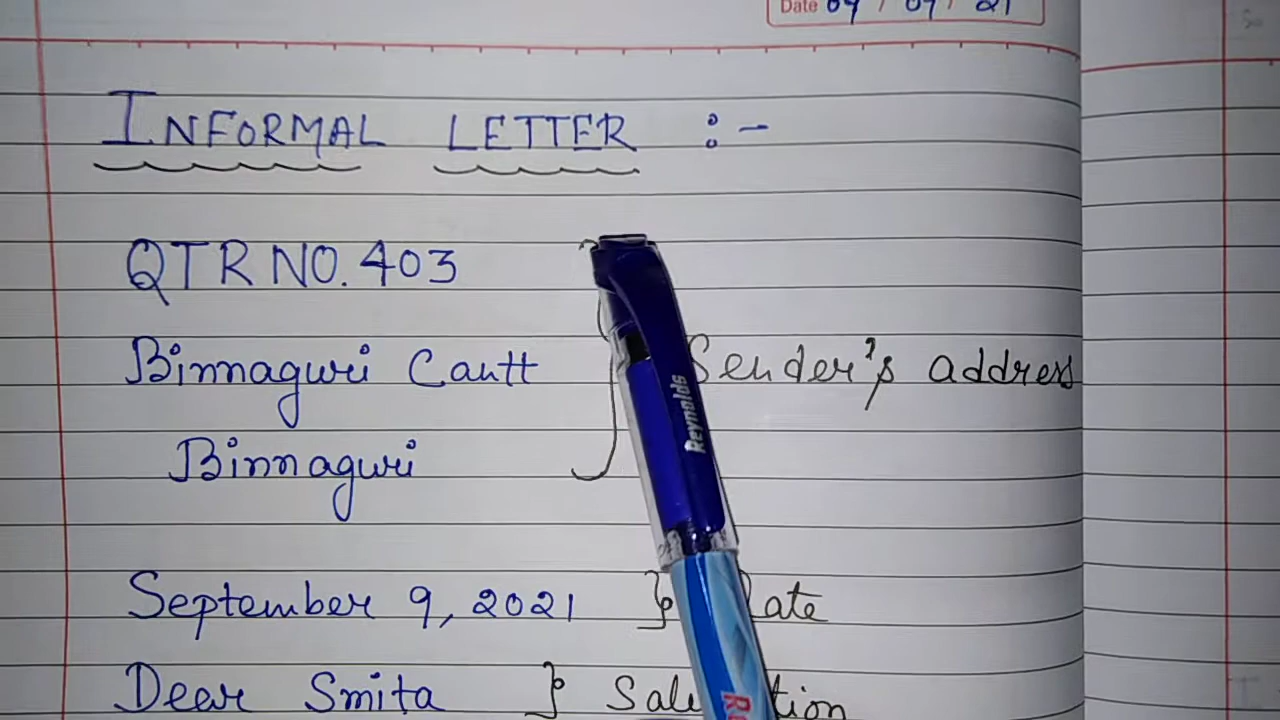 Date 09 / 09 / 21
INFORMAL LETTER :-
QTR NO. 403
Binnaguri Cantt Sender's address
Binnaguri
Reynolds
September 9, 2021
Dear Smita